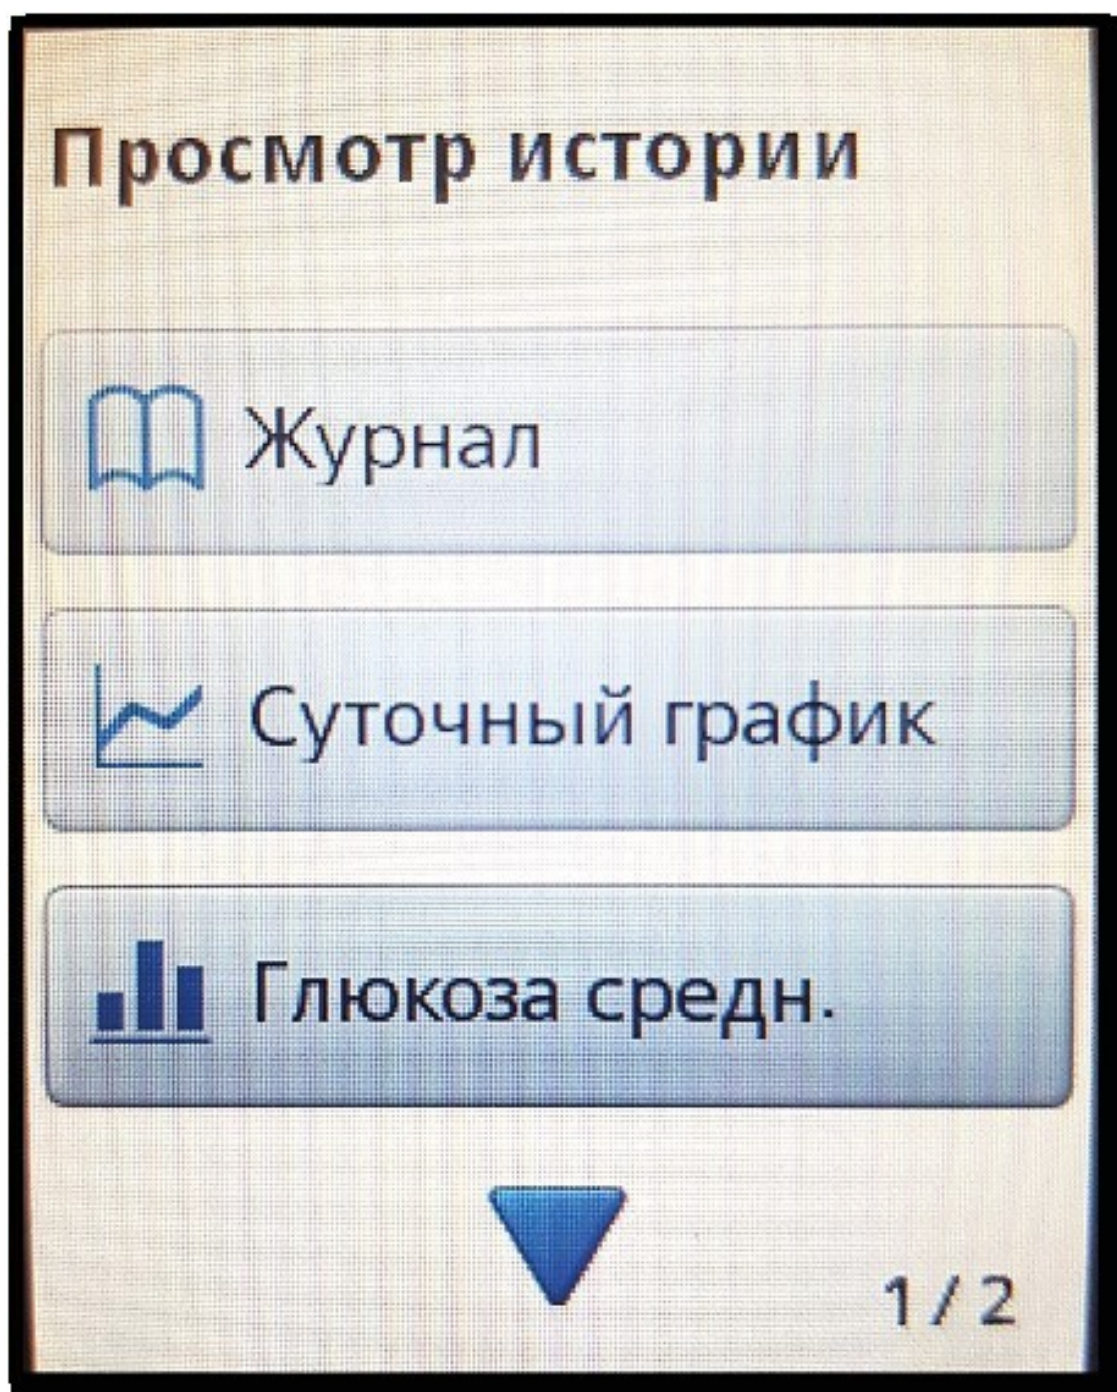 Просмотр истории
Журнал
Суточный график
Глюкоза средн.
1 / 2